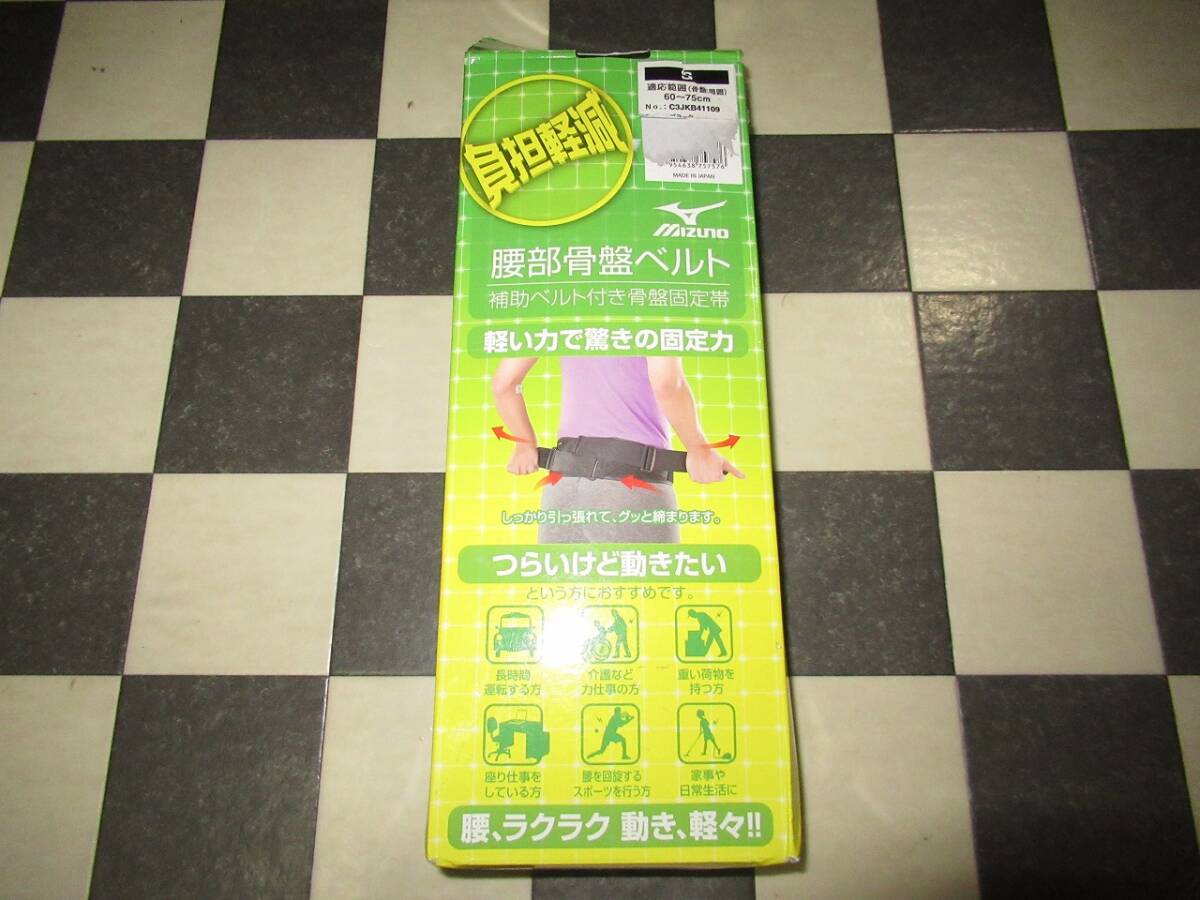 S
適応範囲(骨盤周囲)
60〜75cm
No.:C3JKB41109
MADE IN JAPAN
負担軽減
MIZUNO
腰部骨盤ベルト
補助ベルト付き骨盤固定帯
軽い力で驚きの固定力
しっかり引っ張れて、グッと締まります。
つらいけど動きたい
という方におすすめです。
長時間
運転する方
介護など
力仕事の方
重い荷物を
持つ方
座り仕事を
している方
腰を回旋する
スポーツを行う方
家事や
日常生活に
腰、ラクラク 動き、軽々!!